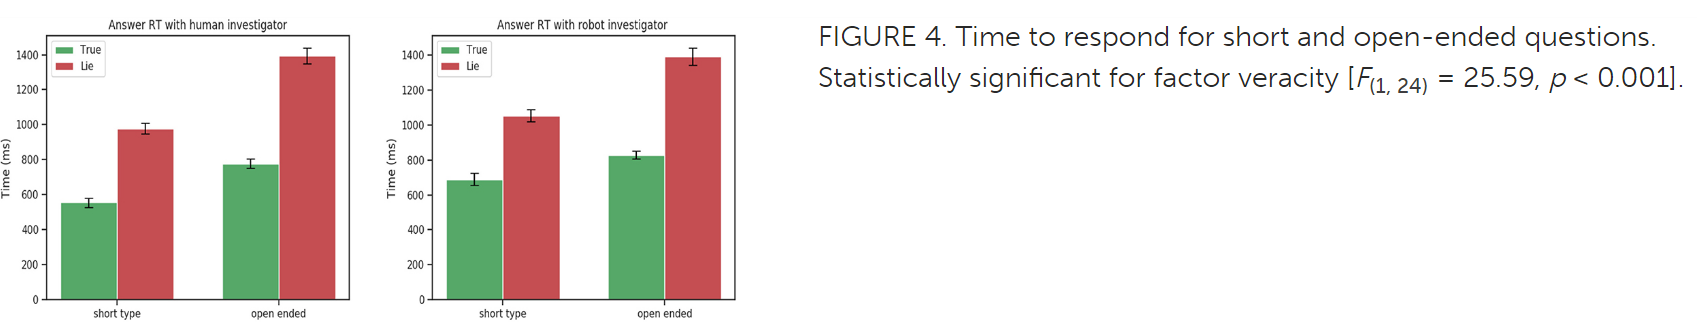 Answer RT with human investigator
True
Lie
Time (ms)
1400
1200
1000
800
600
400
200
0
short type
open ended
Answer RT with robot investigator
True
Lie
Time (ms)
1400
1200
1000
800
600
400
200
0
short type
open ended
FIGURE 4. Time to respond for short and open-ended questions.
Statistically significant for factor veracity [F(1, 24) = 25.59, p < 0.001].